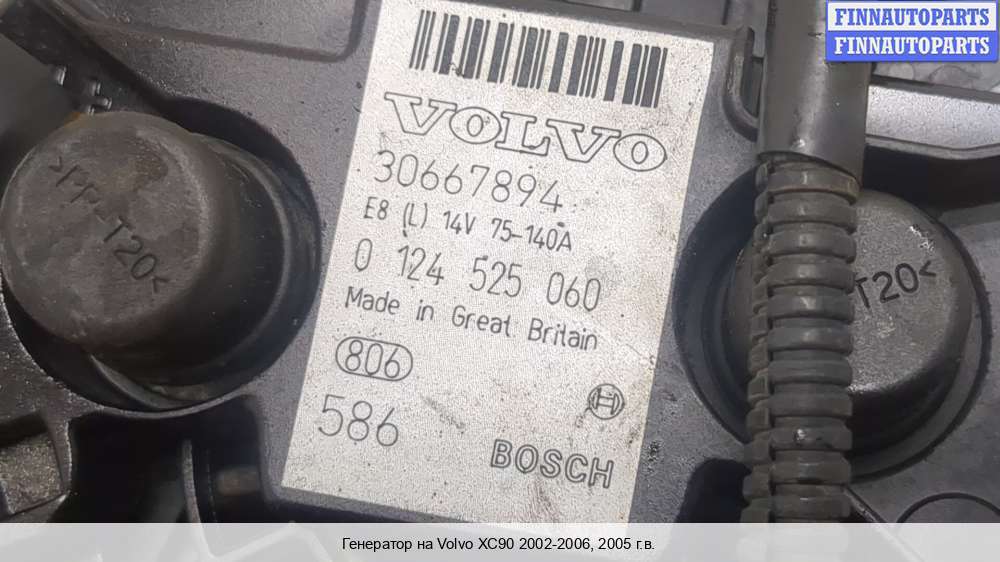 FINNAUTOPARTS
FINNAUTOPARTS
VOLVO
30667894
E8 (L) 14V 75-140A
0 124 525 060
Made in Great Britain
806
586
BOSCH
>PP-T20<
T20<
Генератор на Volvo XC90 2002-2006, 2005 г.в.